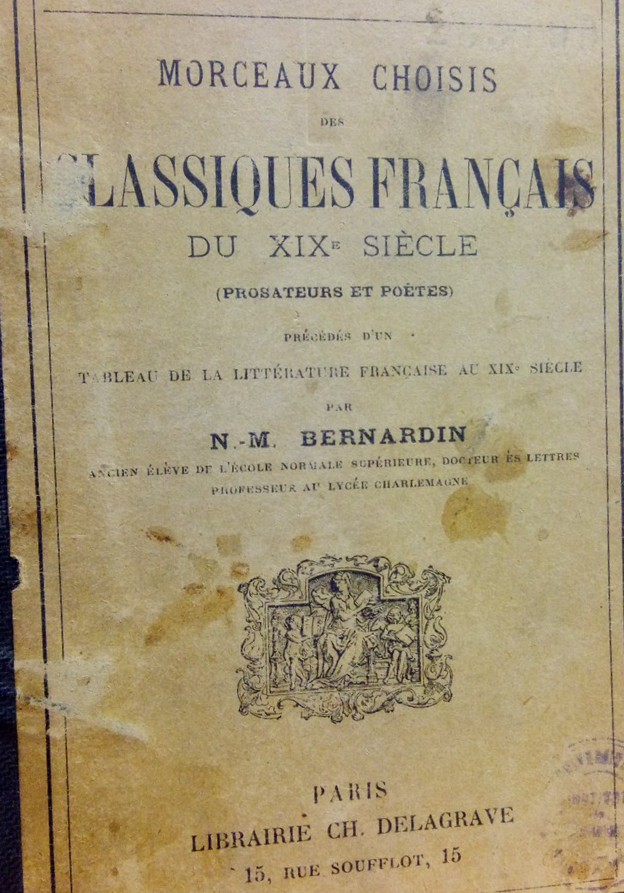 MORCEAUX CHOISIS
DES
CLASSIQUES FRANÇAIS
DU XIXE SIÈCLE
(PROSATEURS ET POÈTES)
PRÉCÉDÉS D'UN
TABLEAU DE LA LITTÉRATURE FRANÇAISE AU XIXe SIÈCLE
PAR
N.-M. BERNARDIN
ANCIEN ÉLÈVE DE L'ÉCOLE NORMALE SUPÉRIEURE, DOCTEUR ÈS LETTRES
PROFESSEUR AU LYCÉE CHARLEMAGNE
PARIS
LIBRAIRIE CH. DELAGRAVE
15, RUE SOUFFLOT, 15